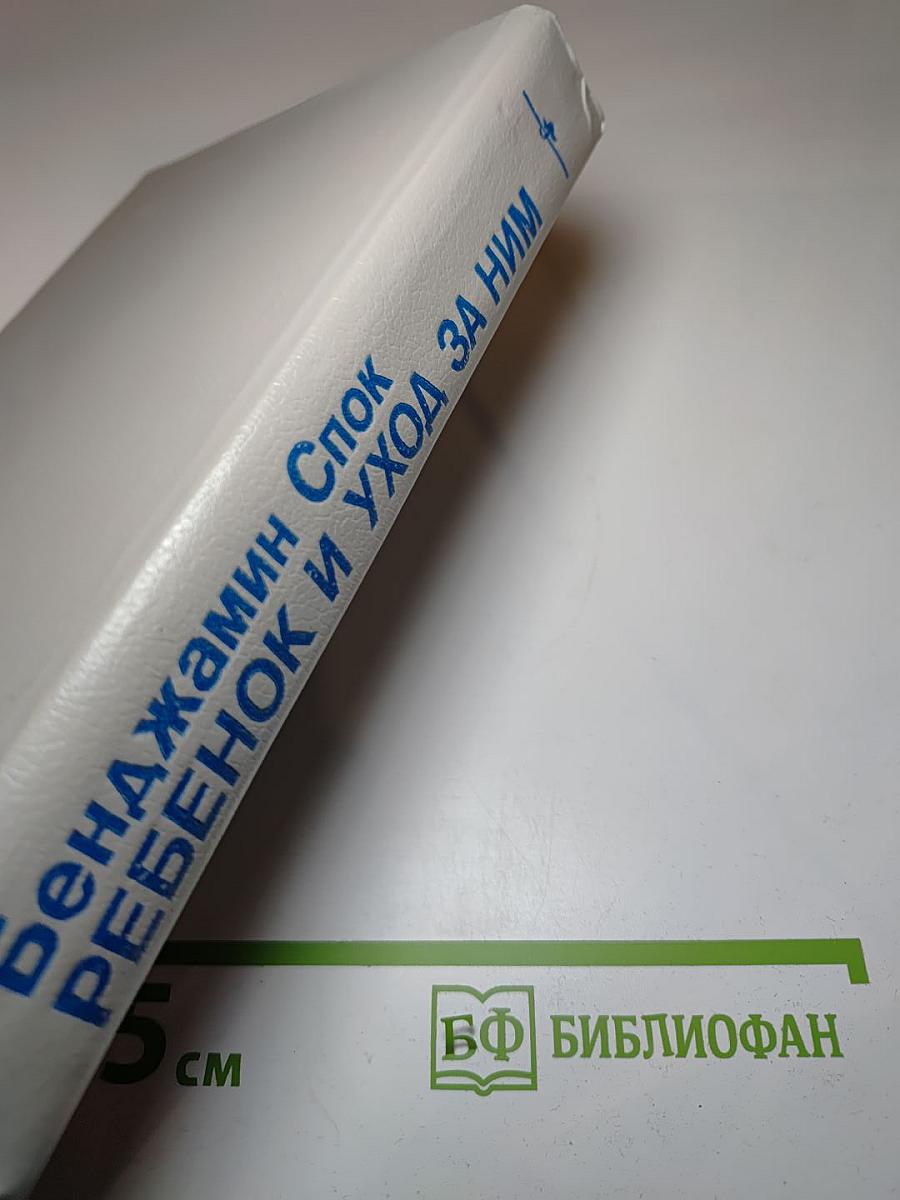 Бенджамин Спок
РЕБЕНОК И УХОД ЗА НИМ
5 см
БФ БИБЛИОФАН